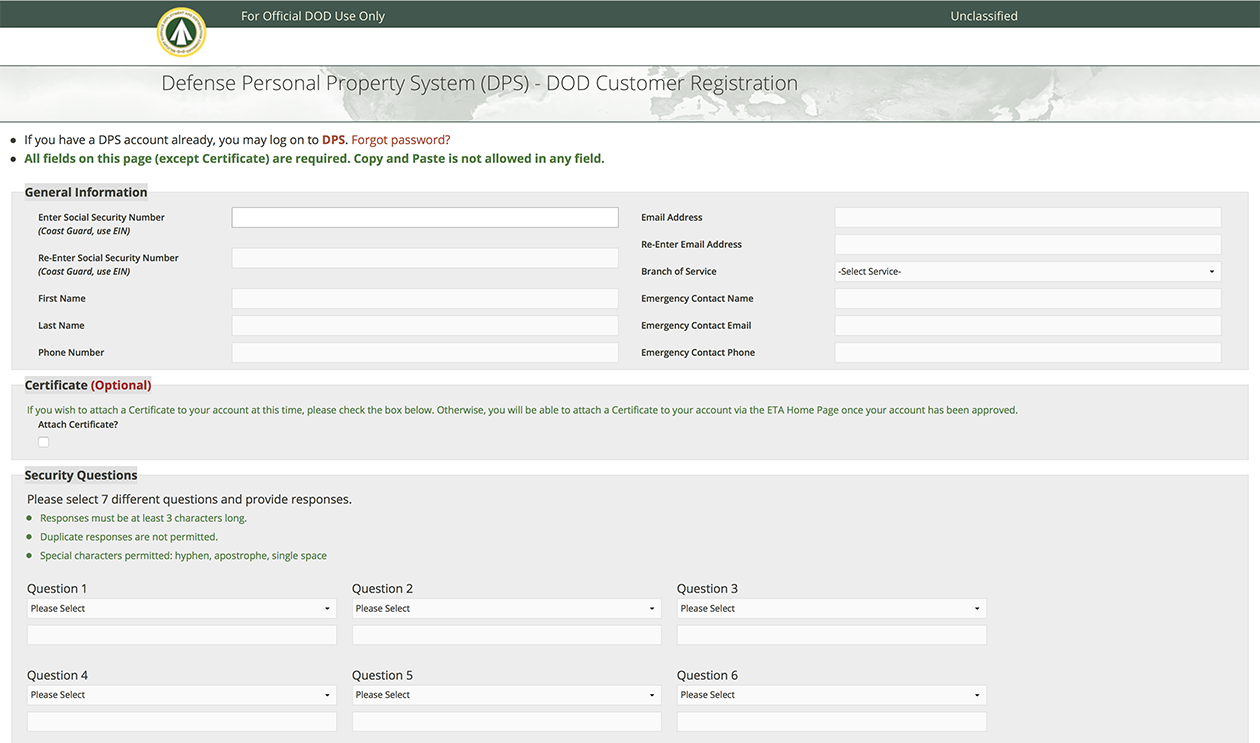 For Official DOD Use Only
Unclassified
Defense Personal Property System (DPS) - DOD Customer Registration
If you have a DPS account already, you may log on to DPS. Forgot password?
All fields on this page (except Certificate) are required. Copy and Paste is not allowed in any field.
General Information
Enter Social Security Number
(Coast Guard, use EIN)
Re-Enter Social Security Number
(Coast Guard, use EIN)
First Name
Last Name
Phone Number
Email Address
Re-Enter Email Address
Branch of Service
-Select Service-
Emergency Contact Name
Emergency Contact Email
Emergency Contact Phone
Certificate (Optional)
If you wish to attach a Certificate to your account at this time, please check the box below. Otherwise, you will be able to attach a Certificate to your account via the ETA Home Page once your account has been approved.
Attach Certificate?
Security Questions
Please select 7 different questions and provide responses.
Responses must be at least 3 characters long.
Duplicate responses are not permitted.
Special characters permitted: hyphen, apostrophe, single space
Question 1
Please Select
Question 2
Please Select
Question 3
Please Select
Question 4
Please Select
Question 5
Please Select
Question 6
Please Select